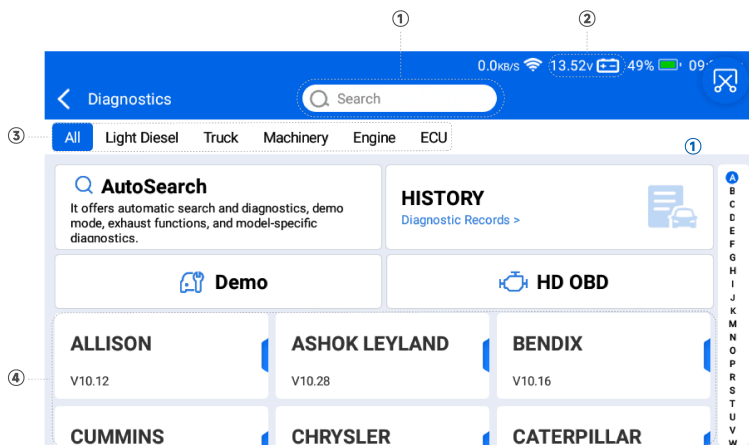 ① ②
0.0KB/S 13.52V 49% 09:
Diagnostics Search
③ All Light Diesel Truck Machinery Engine ECU
①
AutoSearch
It offers automatic search and diagnostics, demo
mode, exhaust functions, and model-specific
diagnostics.
HISTORY
Diagnostic Records >
Demo HD OBD
ALLISON ASHOK LEYLAND BENDIX
④ V10.12 V10.28 V10.16
CUMMINS CHRYSLER CATERPILLAR
A
B
C
D
E
F
G
H
I
J
K
M
N
O
P
R
S
T
U
V
W